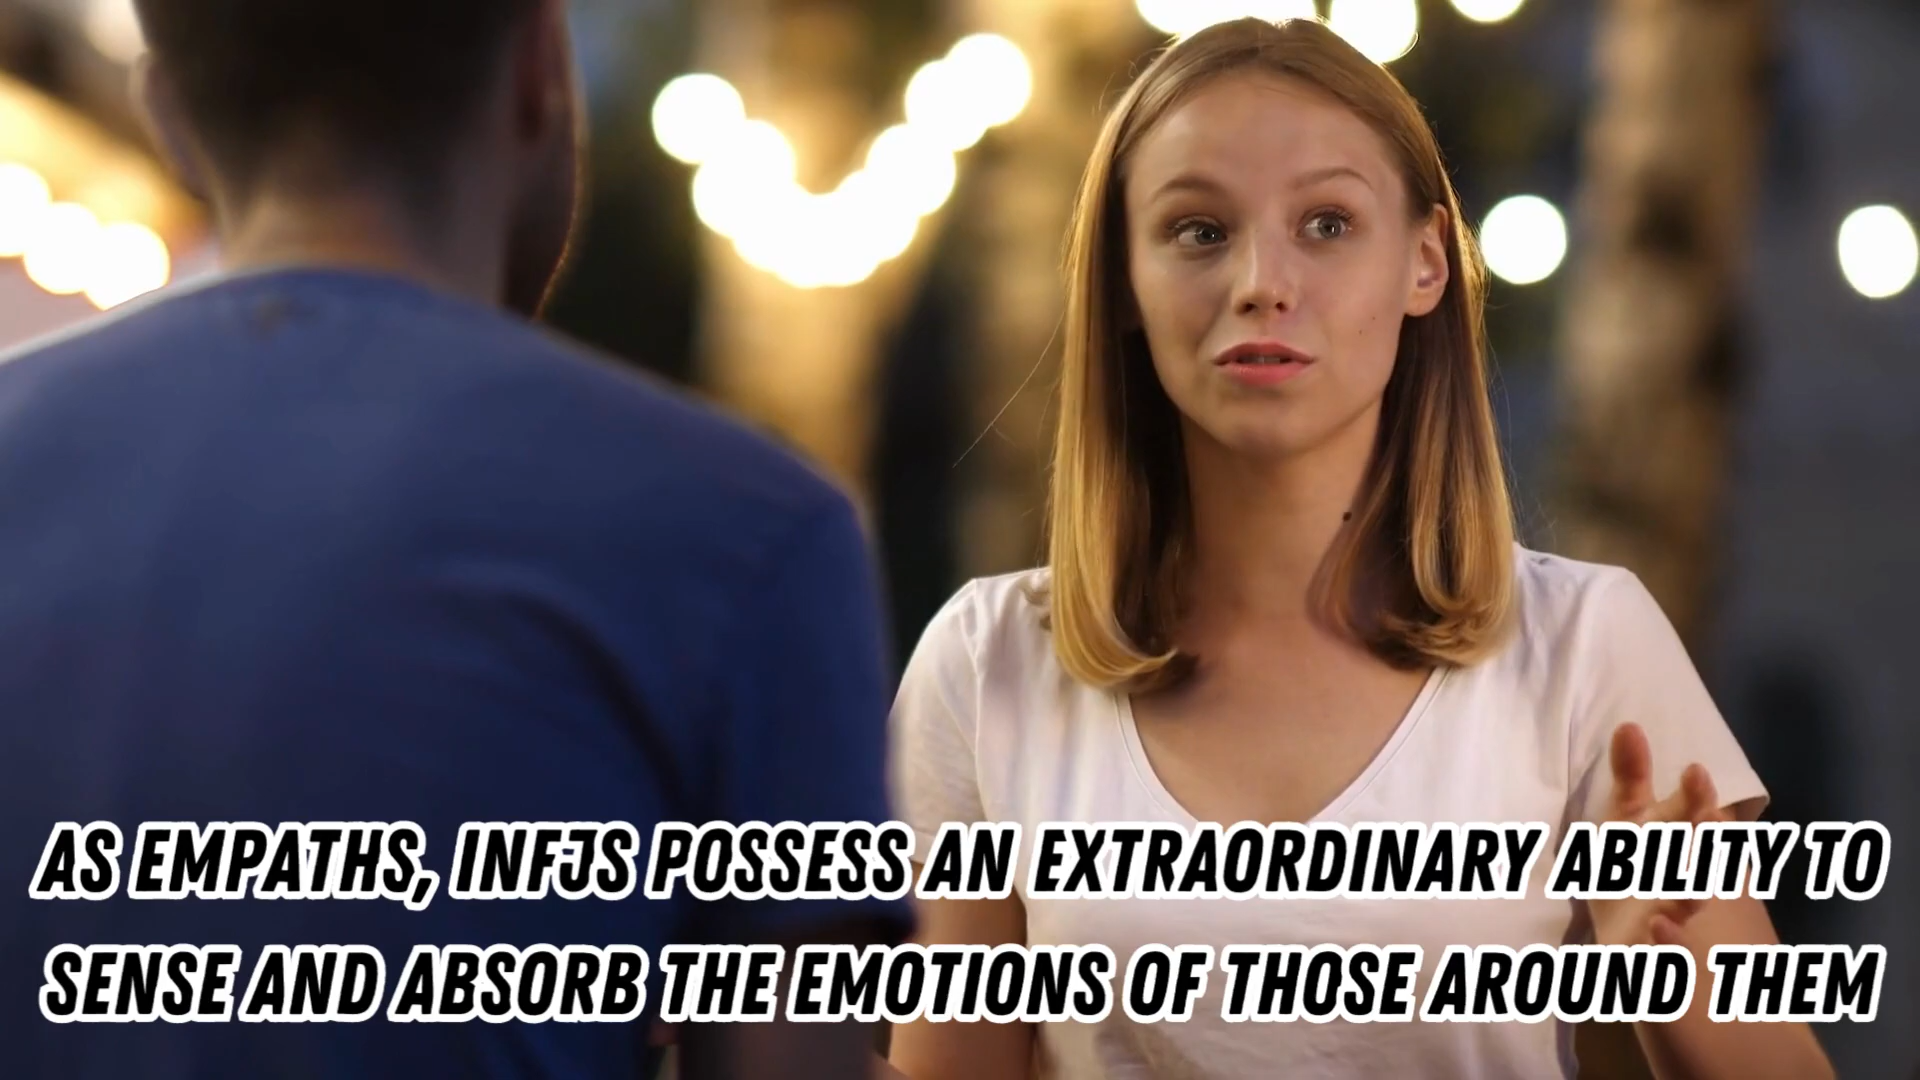 AS EMPATHS, INFJS POSSESS AN EXTRAORDINARY ABILITY TO
SENSE AND ABSORB THE EMOTIONS OF THOSE AROUND THEM